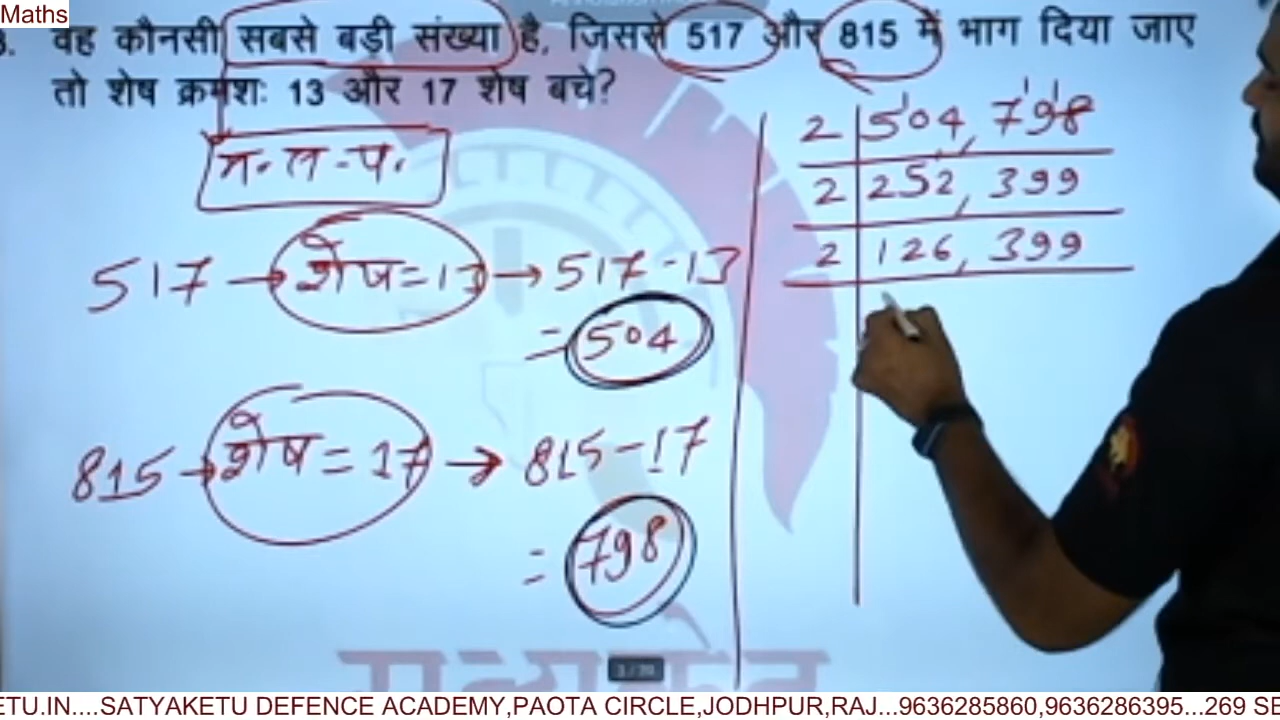 Maths
3. वह कौनसी सबसे बड़ी संख्या है, जिससे 517 और 815 में भाग दिया जाए
तो शेष क्रमशः 13 और 17 शेष बचे?
म.स.प.
517 → शेष = 13 → 517 - 13
= 504
815 → शेष = 17 → 815 - 17
= 798
2 | 504, 798
2 | 252, 399
2 | 126, 399
ETU.IN....SATYAKETU DEFENCE ACADEMY,PAOTA CIRCLE,JODHPUR,RAJ...9636285860,9636286395...269 SE